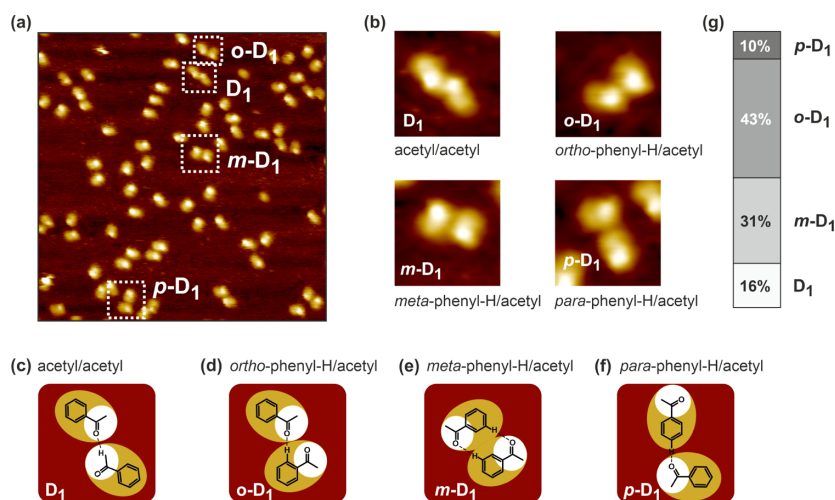 (a)
o-D1
D1
m-D1
p-D1
(b)
D1
acetyl/acetyl
o-D1
ortho-phenyl-H/acetyl
m-D1
meta-phenyl-H/acetyl
p-D1
para-phenyl-H/acetyl
(g)
10% p-D1
43% o-D1
31% m-D1
16% D1
(c) acetyl/acetyl
O
H
O
D1
(d) ortho-phenyl-H/acetyl
O
H O
o-D1
(e) meta-phenyl-H/acetyl
H
O O
H O
m-D1
(f) para-phenyl-H/acetyl
O
H
O
p-D1